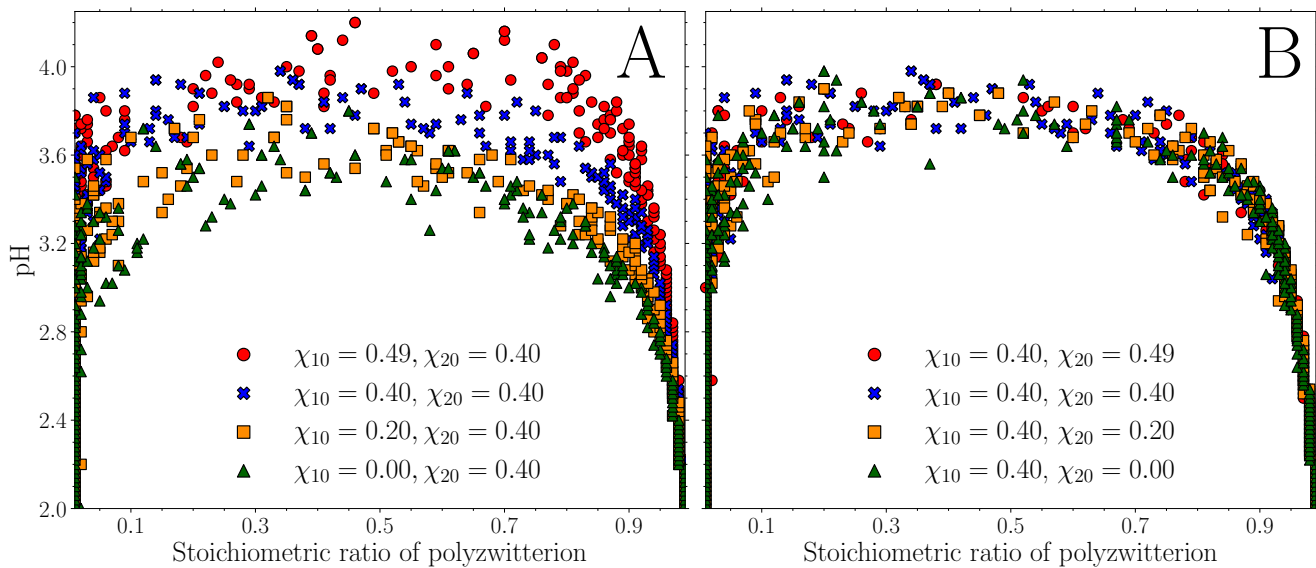 A
B
pH
4.0
3.6
3.2
2.8
2.4
2.0
χ10 = 0.49, χ20 = 0.40
χ10 = 0.40, χ20 = 0.40
χ10 = 0.20, χ20 = 0.40
χ10 = 0.00, χ20 = 0.40
χ10 = 0.40, χ20 = 0.49
χ10 = 0.40, χ20 = 0.40
χ10 = 0.40, χ20 = 0.20
χ10 = 0.40, χ20 = 0.00
0.1 0.3 0.5 0.7 0.9
0.1 0.3 0.5 0.7 0.9
Stoichiometric ratio of polyzwitterion
Stoichiometric ratio of polyzwitterion